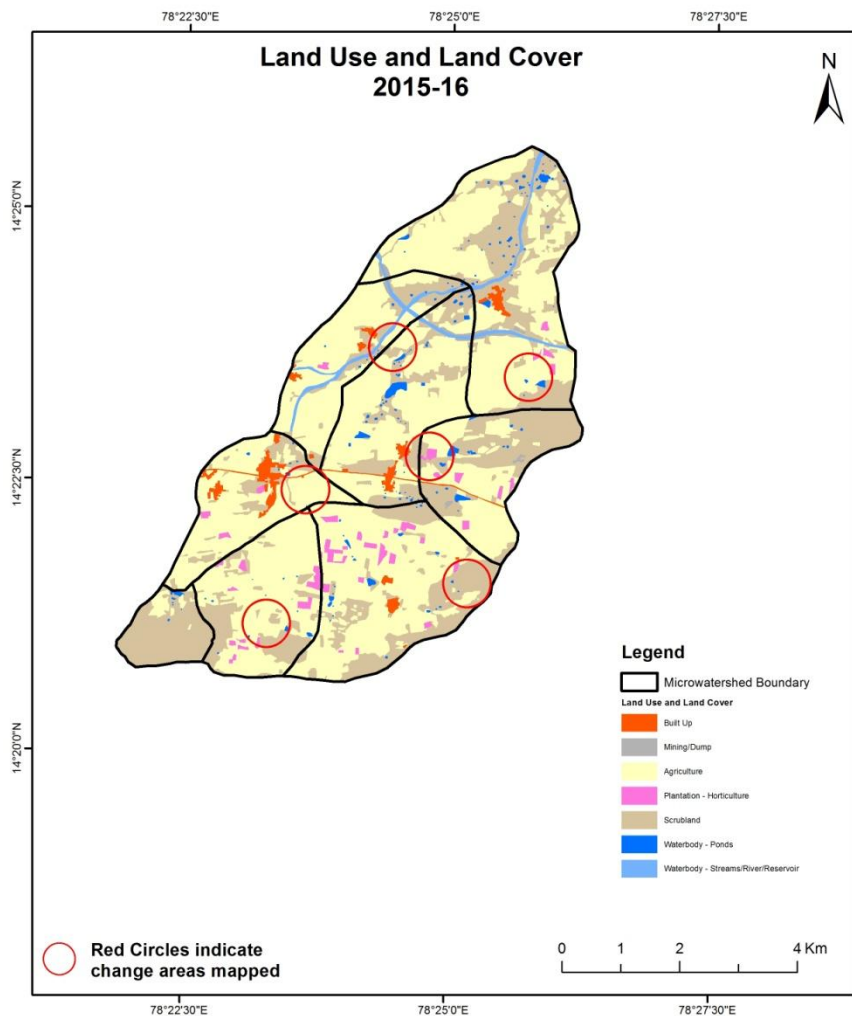 78°22'30"E
78°25'0"E
78°27'30"E
Land Use and Land Cover
2015-16
N
14°25'0"N
14°22'30"N
14°20'0"N
Legend
Microwatershed Boundary
Land Use and Land Cover
Built Up
Mining/Dump
Agriculture
Plantation - Horticulture
Scrubland
Waterbody - Ponds
Waterbody - Streams/River/Reservoir
Red Circles indicate
change areas mapped
0 1 2 4 Km
78°22'30"E
78°25'0"E
78°27'30"E